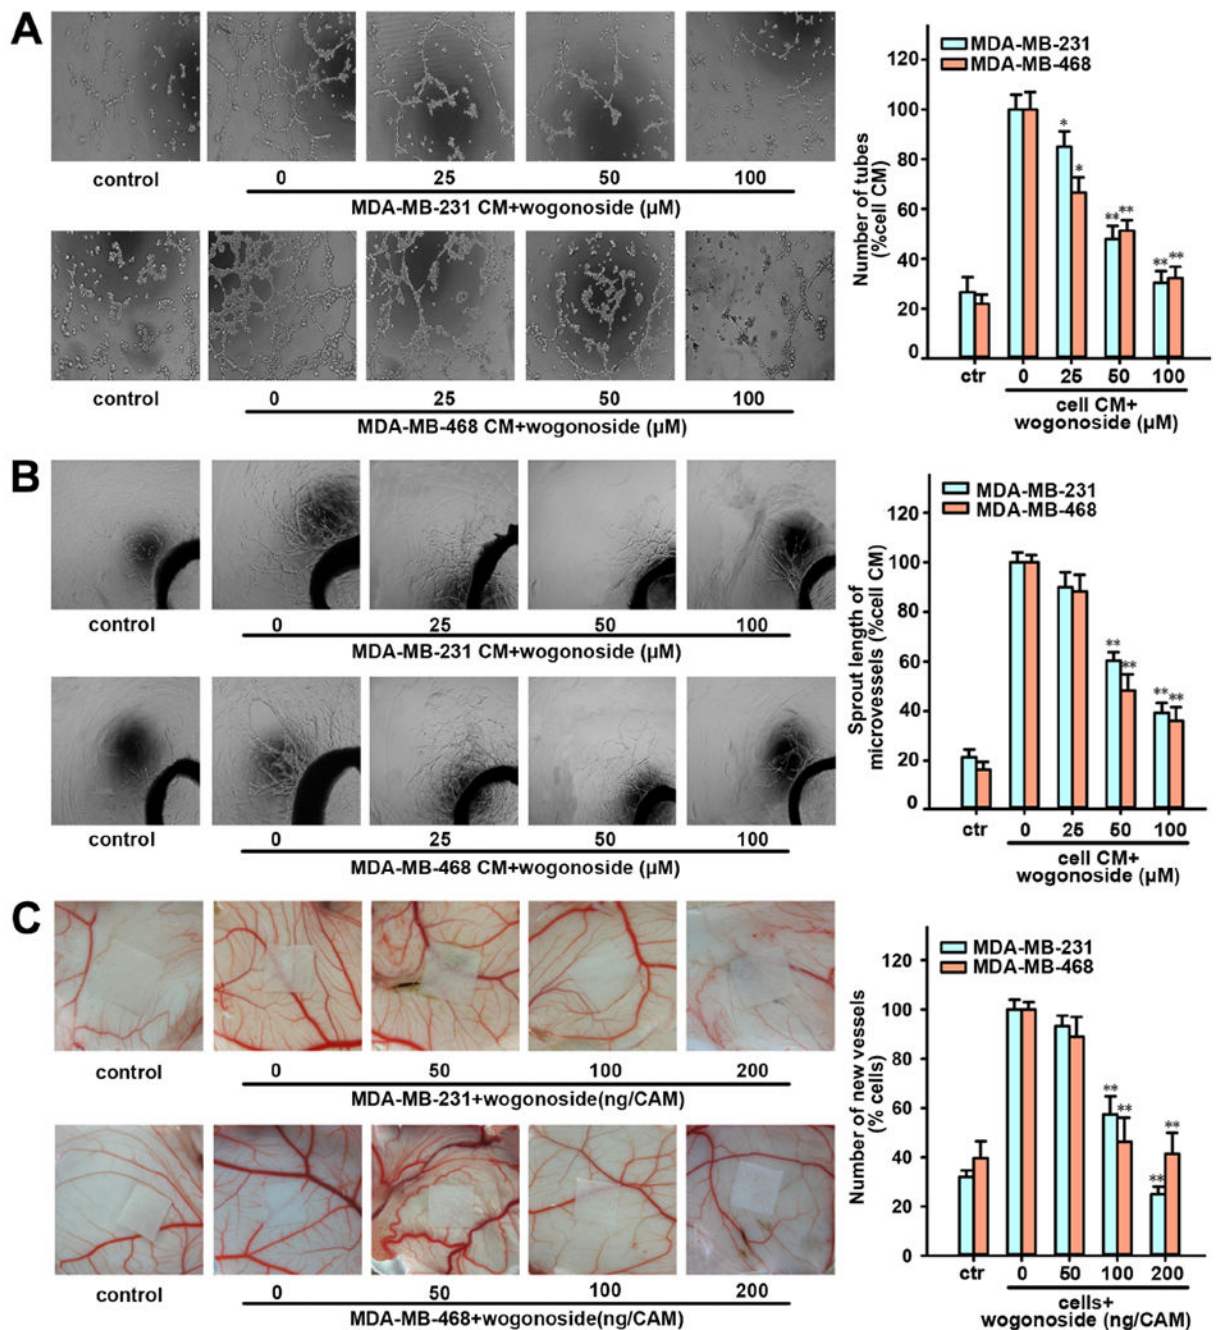 A
control
0 25 50 100
MDA-MB-231 CM+wogonoside (µM)
control
0 25 50 100
MDA-MB-468 CM+wogonoside (µM)
MDA-MB-231
MDA-MB-468
Number of tubes
(%cell CM)
120
100
80
60
40
20
0
*
*
** **
** **
ctr 0 25 50 100
cell CM+
wogonoside (µM)
B
control
0 25 50 100
MDA-MB-231 CM+wogonoside (µM)
control
0 25 50 100
MDA-MB-468 CM+wogonoside (µM)
MDA-MB-231
MDA-MB-468
Sprout length of
microvessels (%cell CM)
120
100
80
60
40
20
0
**
**
** **
ctr 0 25 50 100
cell CM+
wogonoside (µM)
C
control
0 50 100 200
MDA-MB-231+wogonoside(ng/CAM)
control
0 50 100 200
MDA-MB-468+wogonoside(ng/CAM)
MDA-MB-231
MDA-MB-468
Number of new vessels
(% cells)
120
100
80
60
40
20
0
**
**
**
**
ctr 0 50 100 200
cells+
wogonoside (ng/CAM)